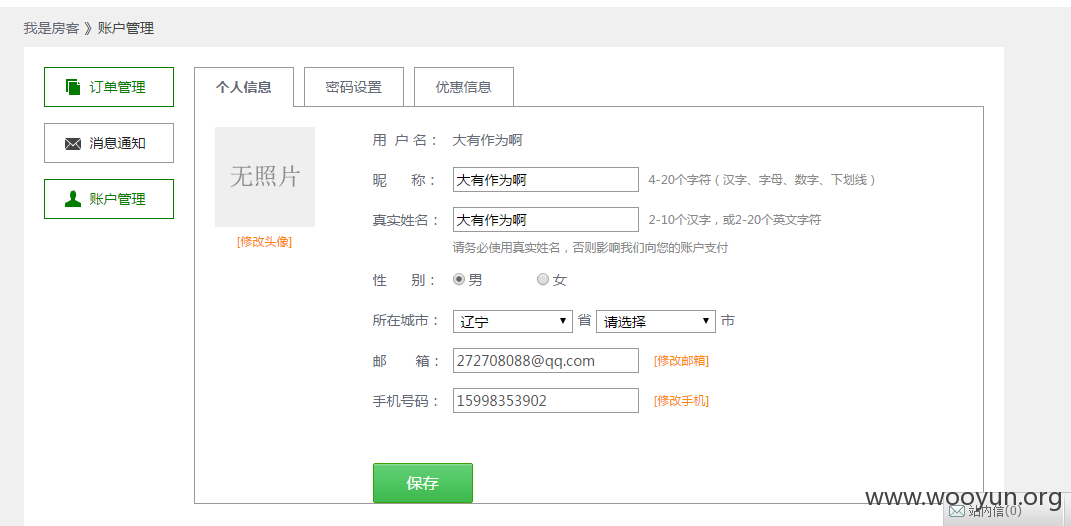 我是房客 》账户管理
订单管理
消息通知
账户管理
个人信息 密码设置 优惠信息
无照片
[修改头像]
用 户 名： 大有作为啊
昵 称： 大有作为啊 4-20个字符（汉字、字母、数字、下划线）
真实姓名： 大有作为啊 2-10个汉字，或2-20个英文字符
请务必使用真实姓名，否则影响我们向您的账户支付
性 别： 男 女
所在城市： 辽宁 省 请选择 市
邮 箱： 272708088@qq.com [修改邮箱]
手机号码： 15998353902 [修改手机]
保存
www.wooyun.org
站内信(0)